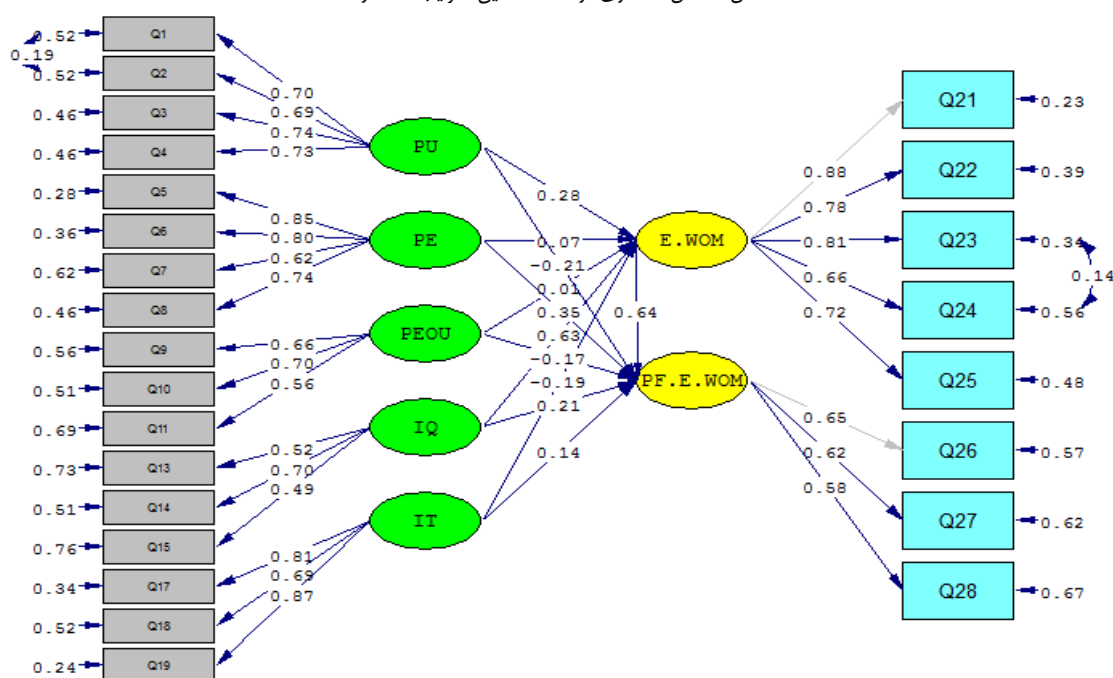 0.19
0.52 Q1
0.52 Q2
0.46 Q3
0.46 Q4
0.28 Q5
0.36 Q6
0.62 Q7
0.46 Q8
0.56 Q9
0.51 Q10
0.69 Q11
0.73 Q13
0.51 Q14
0.76 Q15
0.34 Q17
0.52 Q18
0.24 Q19
0.70
0.69
0.74
0.73
0.85
0.80
0.62
0.74
0.66
0.70
0.56
0.52
0.70
0.49
0.81
0.69
0.87
PU
PE
PEOU
IQ
IT
0.28
0.07
-0.21
0.01
0.35
0.63
-0.17
-0.19
0.21
0.14
0.64
E.WOM
PF.E.WOM
0.88
0.78
0.81
0.66
0.72
0.65
0.62
0.58
Q21 0.23
Q22 0.39
Q23 0.34
0.14
Q24 0.56
Q25 0.48
Q26 0.57
Q27 0.62
Q28 0.67